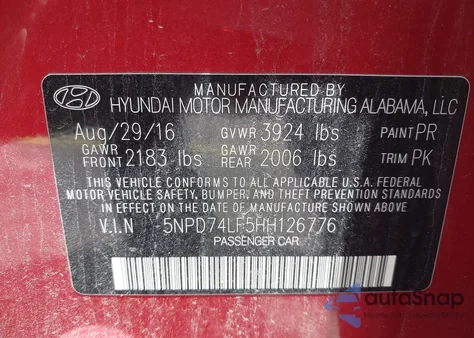 MANUFACTURED BY
HYUNDAI MOTOR MANUFACTURING ALABAMA, LLC
Aug/29/16 GVWR 3924 lbs PAINT PR
GAWR FRONT 2183 lbs GAWR REAR 2006 lbs TRIM PK
THIS VEHICLE CONFORMS TO ALL APPLICABLE U.S.A. FEDERAL
MOTOR VEHICLE SAFETY, BUMPER, AND THEFT PREVENTION STANDARDS
IN EFFECT ON THE DATE OF MANUFACTURE SHOWN ABOVE.
V.I.N 5NPD74LF5HH126776
PASSENGER CAR
autoSnap